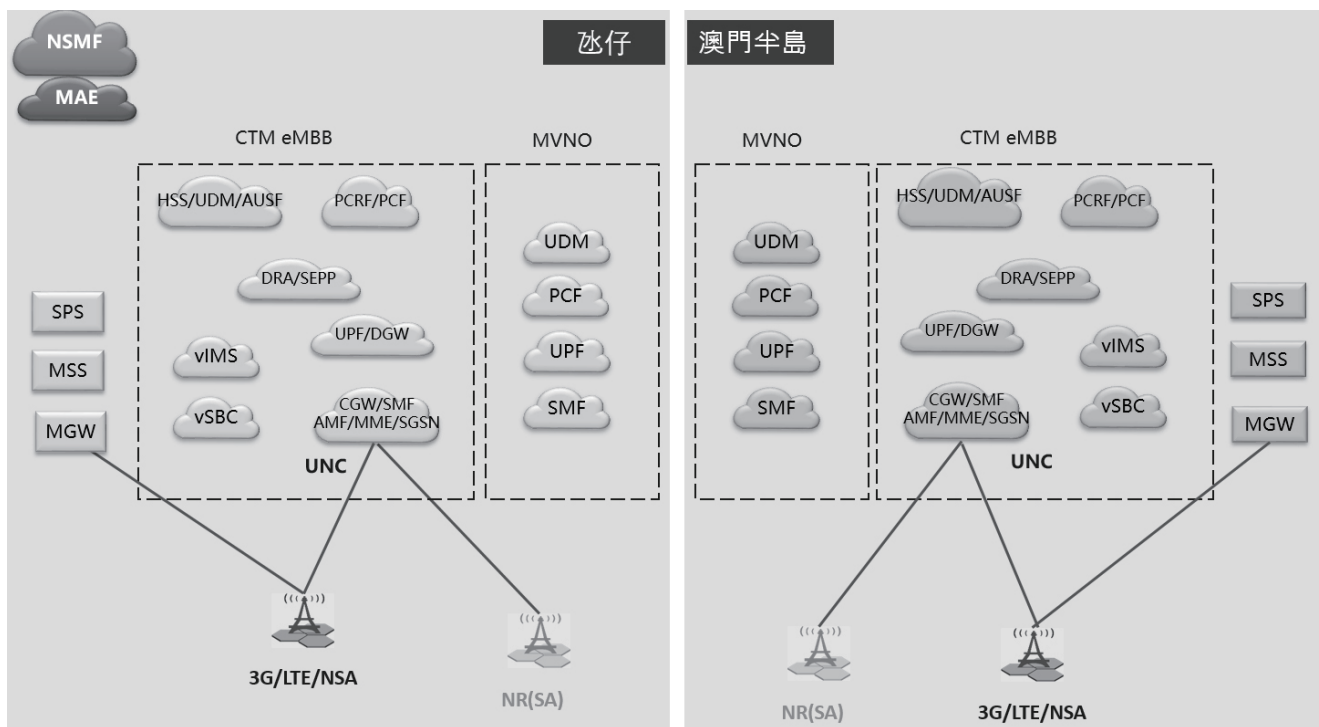 NSMF
MAE
氹仔
CTM eMBB
MVNO
HSS/UDM/AUSF
PCRF/PCF
UDM
DRA/SEPP
PCF
SPS
UPF/DGW
vIMS
UPF
MSS
CGW/SMF
AMF/MME/SGSN
vSBC
SMF
MGW
UNC
3G/LTE/NSA
NR(SA)
澳門半島
MVNO
CTM eMBB
HSS/UDM/AUSF
PCRF/PCF
UDM
DRA/SEPP
PCF
SPS
UPF/DGW
vIMS
UPF
MSS
CGW/SMF
AMF/MME/SGSN
vSBC
SMF
MGW
UNC
NR(SA)
3G/LTE/NSA